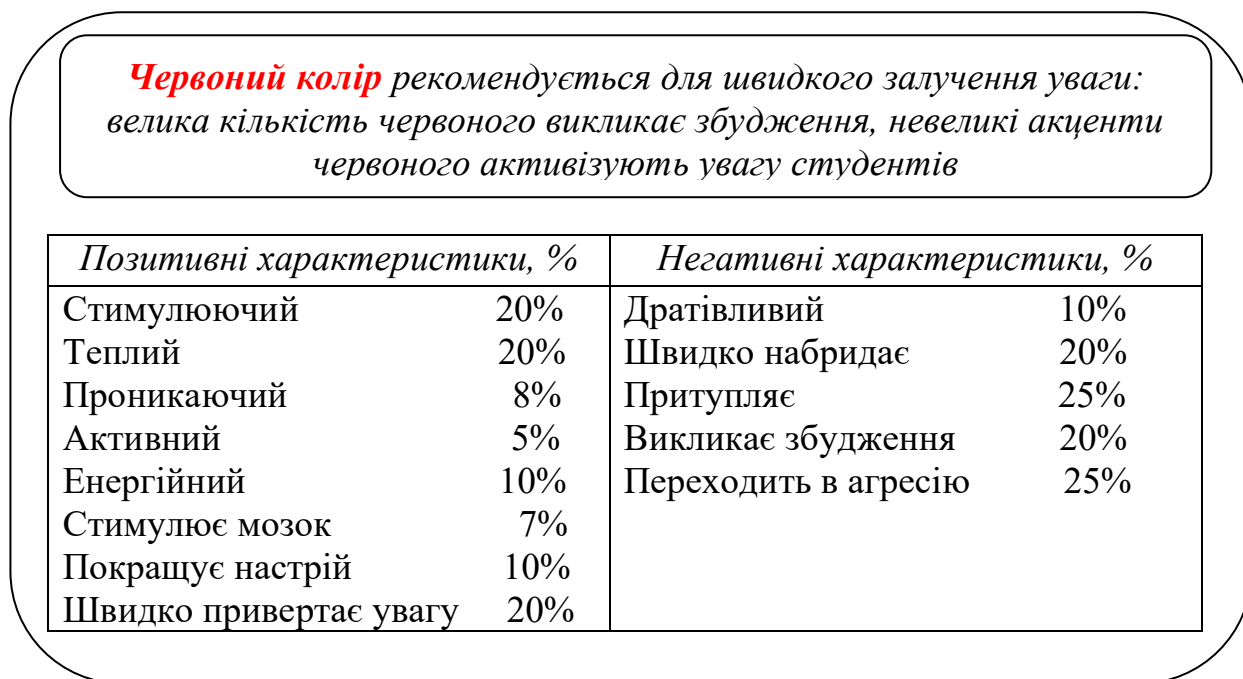 Червоний колір рекомендується для швидкого залучення уваги:
велика кількість червоного викликає збудження, невеликі акценти
червоного активізують увагу студентів
Позитивні характеристики, % Негативні характеристики, %
Стимулюючий 20% Дратівливий 10%
Теплий 20% Швидко набридає 20%
Проникаючий 8% Притупляє 25%
Активний 5% Викликає збудження 20%
Енергійний 10% Переходить в агресію 25%
Стимулює мозок 7%
Покращує настрій 10%
Швидко привертає увагу 20%